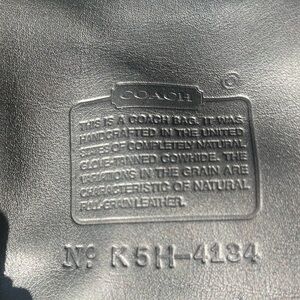 COACH
©
THIS IS A COACH BAG. IT WAS
HANDCRAFTED IN THE UNITED
STATES OF COMPLETELY NATURAL
GLOVE-TANNED COWHIDE. THE
VARIATIONS IN THE GRAIN ARE
CHARACTERISTIC OF NATURAL
FULL-GRAIN LEATHER.
Nº K5H-4134